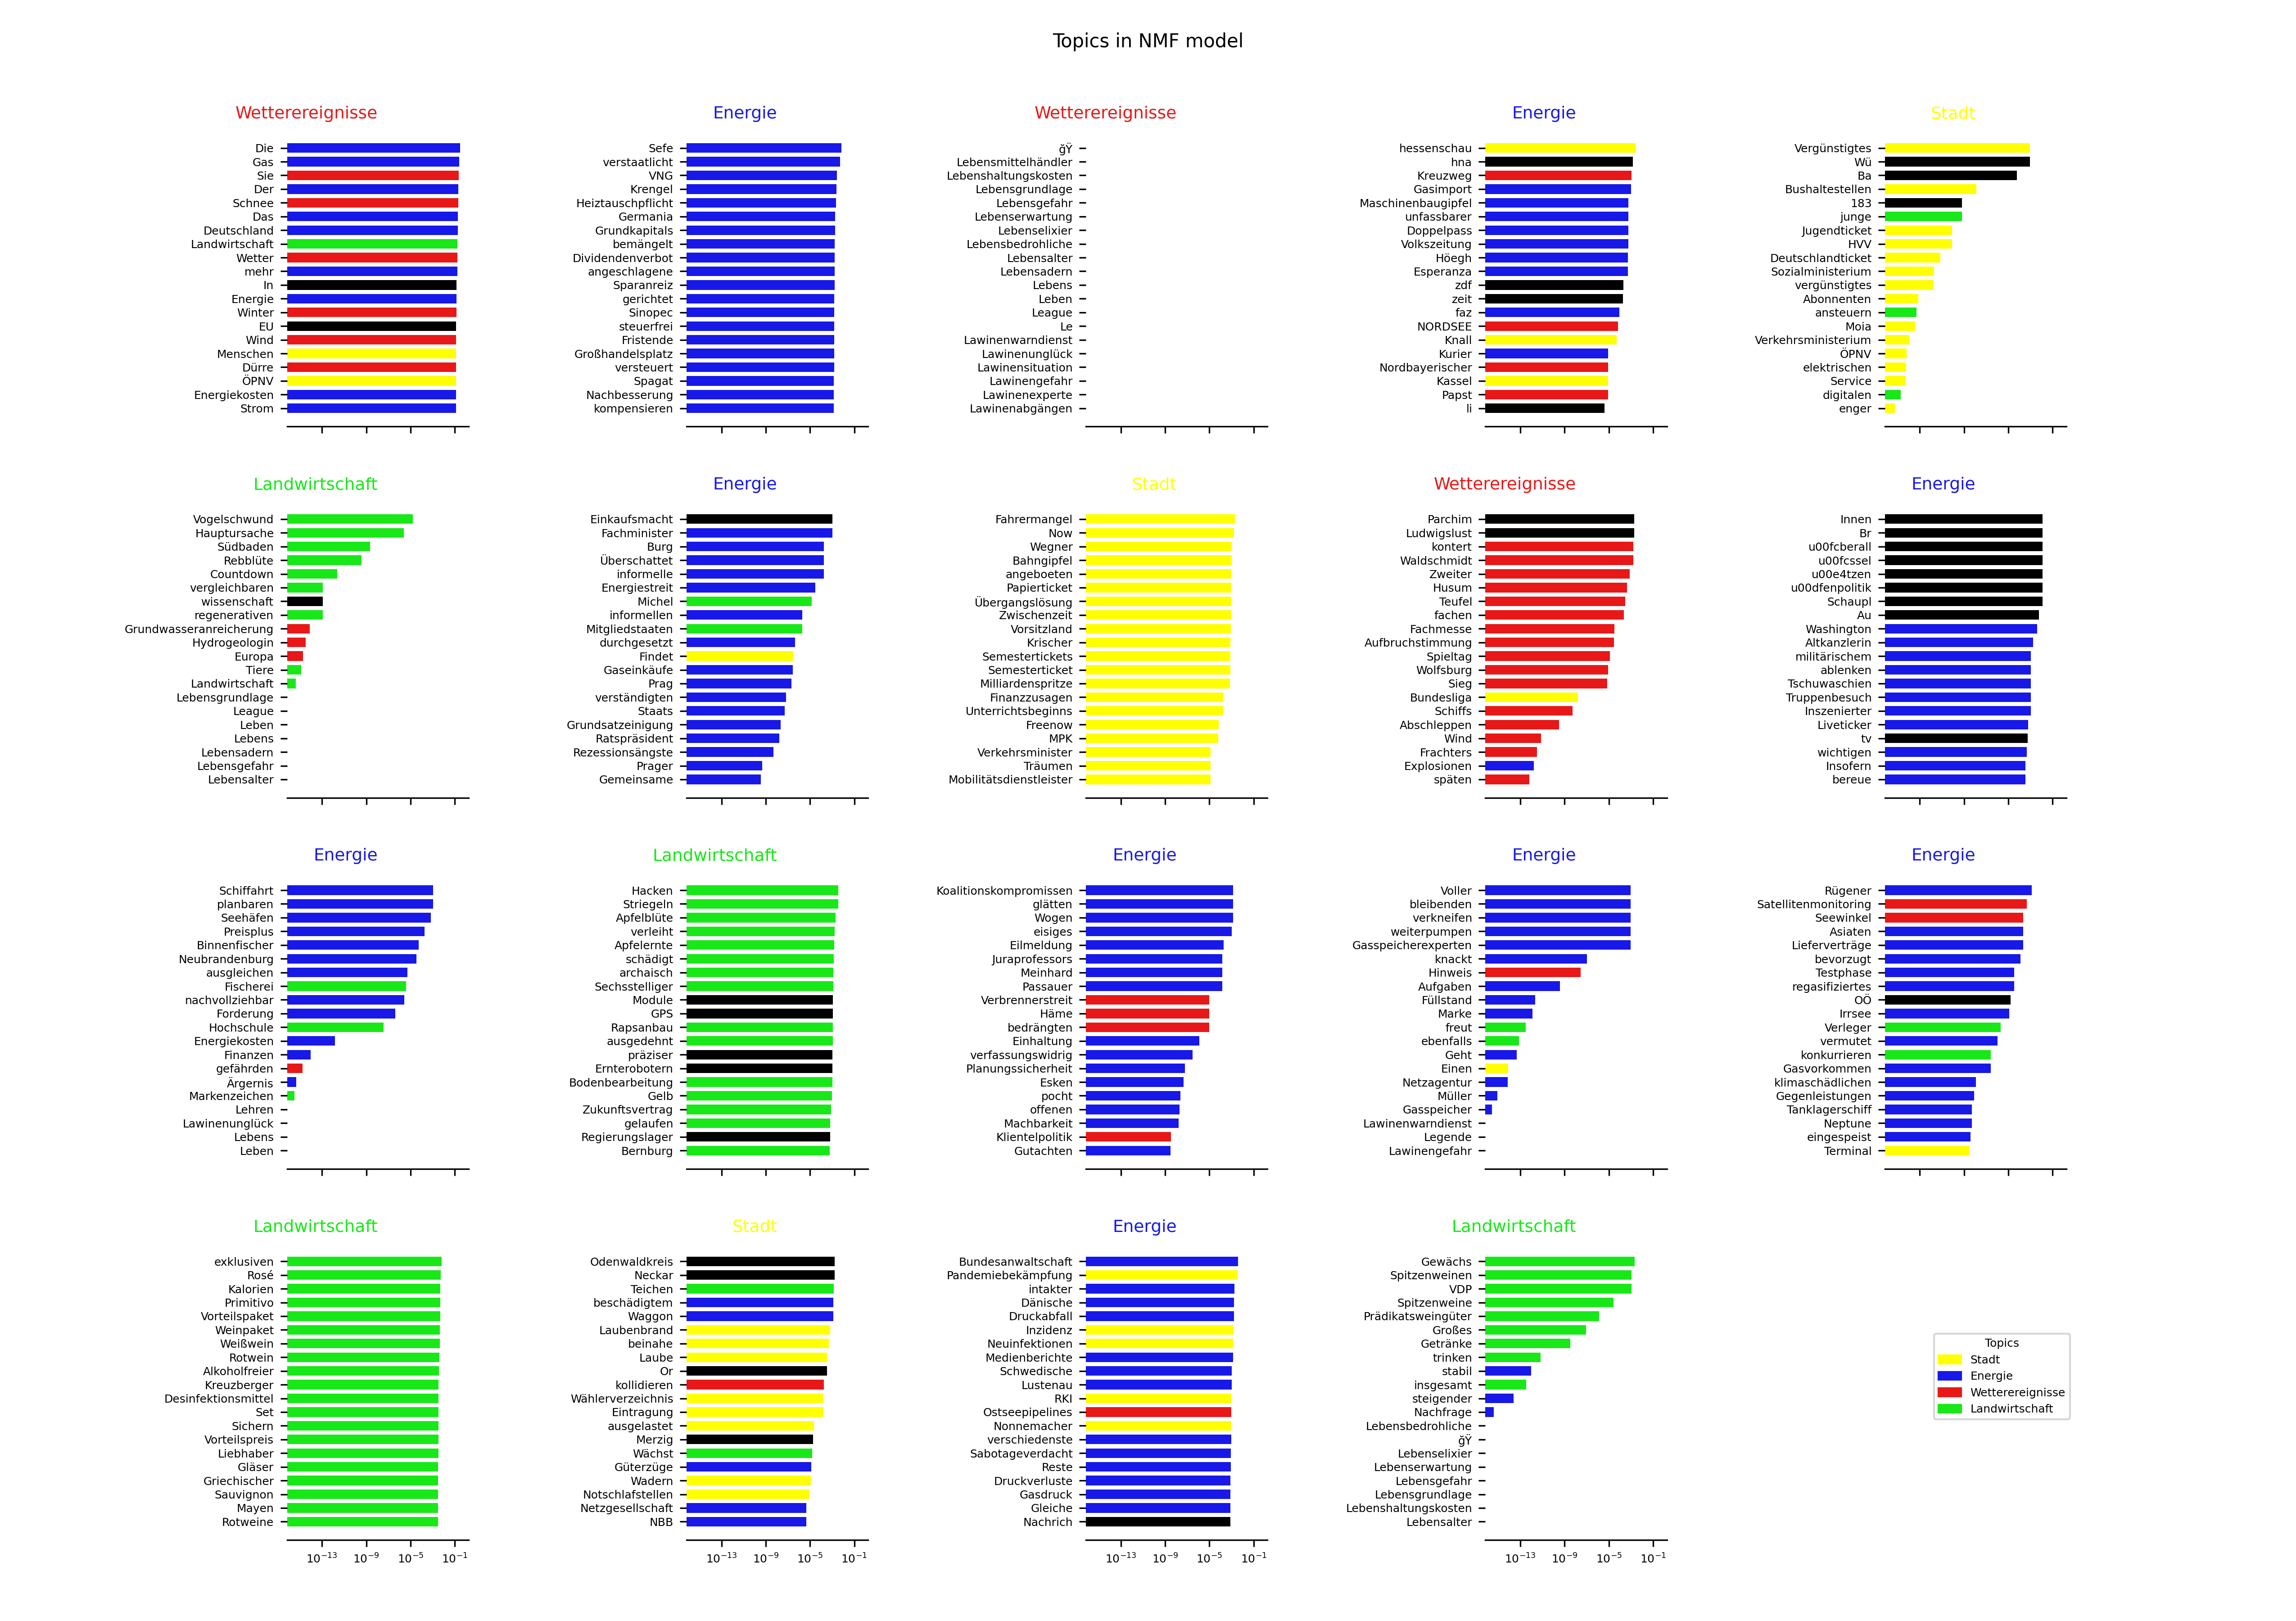 Topics in NMF model
Wetterereignisse
Die
Gas
Sie
Der
Schnee
Das
Deutschland
Landwirtschaft
Wetter
mehr
In
Energie
Winter
EU
Wind
Menschen
Dürre
ÖPNV
Energiekosten
Strom
Energie
Sefe
verstaatlicht
VNG
Krengel
Heiztauschpflicht
Germania
Grundkapitals
bemängelt
Dividendenverbot
angeschlagene
Sparanreiz
gerichtet
Sinopec
steuerfrei
Fristende
Großhandelsplatz
versteuert
Spagat
Nachbesserung
kompensieren
Wetterereignisse
ğŸ
Lebensmittelhändler
Lebenshaltungskosten
Lebensgrundlage
Lebensgefahr
Lebenserwartung
Lebenselixier
Lebensbedrohliche
Lebensalter
Lebensadern
Lebens
Leben
League
Le
Lawinenwarndienst
Lawinenunglück
Lawinensituation
Lawinengefahr
Lawinenexperte
Lawinenabgängen
Energie
hessenschau
hna
Kreuzweg
Gasimport
Maschinenbaugipfel
unfassbarer
Doppelpass
Volkszeitung
Höegh
Esperanza
zdf
zeit
faz
NORDSEE
Knall
Kurier
Nordbayerischer
Kassel
Papst
li
Stadt
Vergünstigtes
Wü
Ba
Bushaltestellen
183
junge
Jugendticket
HVV
Deutschlandticket
Sozialministerium
vergünstigtes
Abonnenten
ansteuern
Moia
Verkehrsministerium
ÖPNV
elektrischen
Service
digitalen
enger
Landwirtschaft
Vogelschwund
Hauptursache
Südbaden
Rebblüte
Countdown
vergleichbaren
wissenschaft
regenerativen
Grundwasseranreicherung
Hydrogeologin
Europa
Tiere
Landwirtschaft
Lebensgrundlage
League
Leben
Lebens
Lebensadern
Lebensgefahr
Lebensalter
Energie
Einkaufsmacht
Fachminister
Burg
Überschattet
informelle
Energiestreit
Michel
informellen
Mitgliedstaaten
durchgesetzt
Findet
Gaseinkäufe
Prag
verständigten
Staats
Grundsatzeinigung
Ratspräsident
Rezessionsängste
Prager
Gemeinsame
Stadt
Fahrermangel
Now
Wegner
Bahngipfel
angeboten
Papierticket
Übergangslösung
Zwischenzeit
Vorsitzland
Krischer
Semestertickets
Semesterticket
Milliardenspritze
Finanzzusagen
Unterrichtsbeginns
Freenow
MPK
Verkehrsminister
Träumen
Mobilitätsdienstleister
Wetterereignisse
Parchim
Ludwigslust
kontert
Waldschmidt
Zweiter
Husum
Teufel
fachen
Fachmesse
Aufbruchstimmung
Spieltag
Wolfsburg
Sieg
Bundesliga
Schiffs
Abschleppen
Wind
Frachters
Explosionen
späten
Energie
Innen
Br
u00fcberall
u00fcssel
u00e4tzen
u00dfenpolitik
Schaupl
Au
Washington
Altkanzlerin
militärischem
ablenken
Tschuwaschien
Truppenbesuch
Inszenierter
Liveticker
tv
wichtigen
Insofern
bereue
Energie
Schiffahrt
planbaren
Seehäfen
Preisplus
Binnenfischer
Neubrandenburg
ausgleichen
Fischerei
nachvollziehbar
Forderung
Hochschule
Energiekosten
Finanzen
gefährden
Ärgernis
Markenzeichen
Lehren
Lawinenunglück
Lebens
Leben
Landwirtschaft
Hacken
Striegeln
Apfelblüte
verleiht
Apfelernte
schädigt
archaisch
Sechsstelliger
Module
GPS
Rapsanbau
ausgedehnt
präziser
Ernterobotern
Bodenbearbeitung
Gelb
Zukunftsvertrag
gelaufen
Regierungslager
Bernburg
Energie
Koalitionskompromissen
glätten
Wogen
eisiges
Eilmeldung
Juraprofessors
Meinhard
Passauer
Verbrennerstreit
Häme
bedrängten
Einhaltung
verfassungswidrig
Planungssicherheit
Esken
pocht
offenen
Machbarkeit
Klientelpolitik
Gutachten
Energie
Voller
bleibenden
verkneifen
weiterpumpen
Gasspeicherexperten
knackt
Hinweis
Aufgaben
Füllstand
Marke
freut
ebenfalls
Geht
Einen
Netzagentur
Müller
Gasspeicher
Lawinenwarndienst
Legende
Lawinengefahr
Energie
Rügener
Satellitenmonitoring
Seewinkel
Asiaten
Lieferverträge
bevorzugt
Testphase
regasifiziertes
OÖ
Irrsee
Verleger
vermutet
konkurrieren
Gasvorkommen
klimaschädlichen
Gegenleistungen
Tanklagerschiff
Neptune
eingespeist
Terminal
Landwirtschaft
exklusiven
Rosé
Kalorien
Primitivo
Vorteilspaket
Weinpaket
Weißwein
Rotwein
Alkoholfreier
Kreuzberger
Desinfektionsmittel
Set
Sichern
Vorteilspreis
Liebhaber
Gläser
Griechischer
Sauvignon
Mayen
Rotweine
10⁻¹³ 10⁻⁹ 10⁻⁵ 10⁻¹
Stadt
Odenwaldkreis
Neckar
Teichen
beschädigtem
Waggon
Laubenbrand
beinahe
Laube
Or
kollidieren
Wählerverzeichnis
Eintragung
ausgelastet
Merzig
Wächst
Güterzüge
Wadern
Notschlafstellen
Netzgesellschaft
NBB
10⁻¹³ 10⁻⁹ 10⁻⁵ 10⁻¹
Energie
Bundesanwaltschaft
Pandemiebekämpfung
intakter
Dänische
Druckabfall
Inzidenz
Neuinfektionen
Medienberichte
Schwedische
Lustenau
RKI
Ostseepipelines
Nonnemacher
verschiedenste
Sabotageverdacht
Reste
Druckverluste
Gasdruck
Gleiche
Nachrich
10⁻¹³ 10⁻⁹ 10⁻⁵ 10⁻¹
Landwirtschaft
Gewächs
Spitzenweinen
VDP
Spitzenweine
Prädikatsweingüter
Großes
Getränke
trinken
stabil
insgesamt
steigender
Nachfrage
Lebensbedrohliche
ğŸ
Lebenselixier
Lebenserwartung
Lebensgefahr
Lebensgrundlage
Lebenshaltungskosten
Lebensalter
10⁻¹³ 10⁻⁹ 10⁻⁵ 10⁻¹
Topics
Stadt
Energie
Wetterereignisse
Landwirtschaft